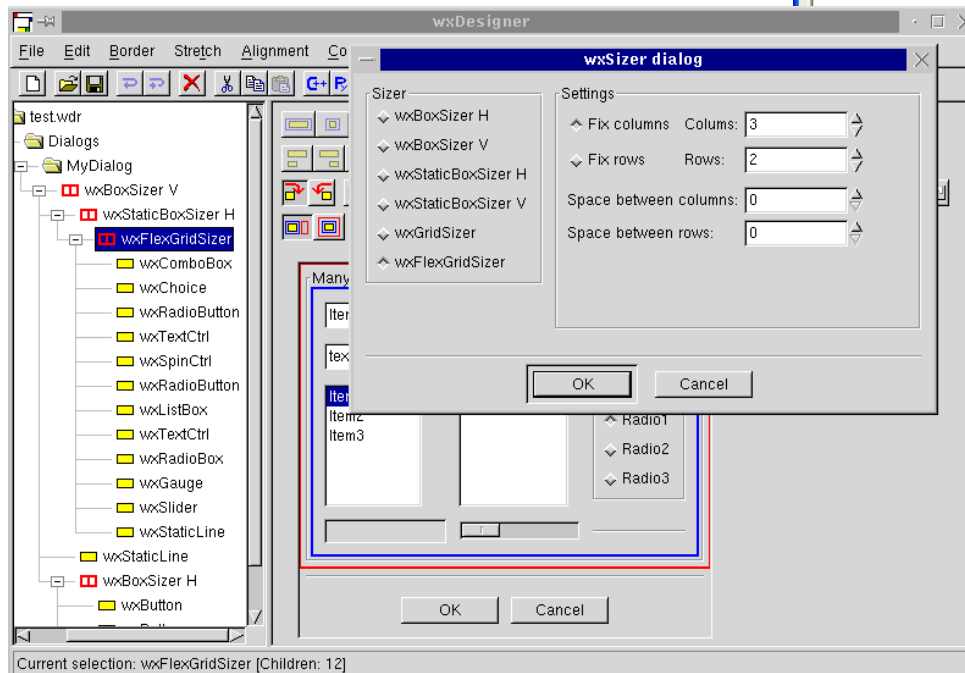 wxDesigner
File Edit Border Stretch Alignment Co
test.wdr
Dialogs
MyDialog
wxBoxSizer V
wxStaticBoxSizer H
wxFlexGridSizer
wxComboBox
wxChoice
wxRadioButton
wxTextCtrl
wxSpinCtrl
wxRadioButton
wxListBox
wxTextCtrl
wxRadioBox
wxGauge
wxSlider
wxStaticLine
wxStaticLine
wxBoxSizer H
wxButton
C++
Many
Iter
tex
Item2
Item3
Radio1
Radio2
Radio3
OK Cancel
wxSizer dialog
Sizer
wxBoxSizer H
wxBoxSizer V
wxStaticBoxSizer H
wxStaticBoxSizer V
wxGridSizer
wxFlexGridSizer
Settings
Fix columns Colums: 3
Fix rows Rows: 2
Space between columns: 0
Space between rows: 0
OK Cancel
Current selection: wxFlexGridSizer [Children: 12]